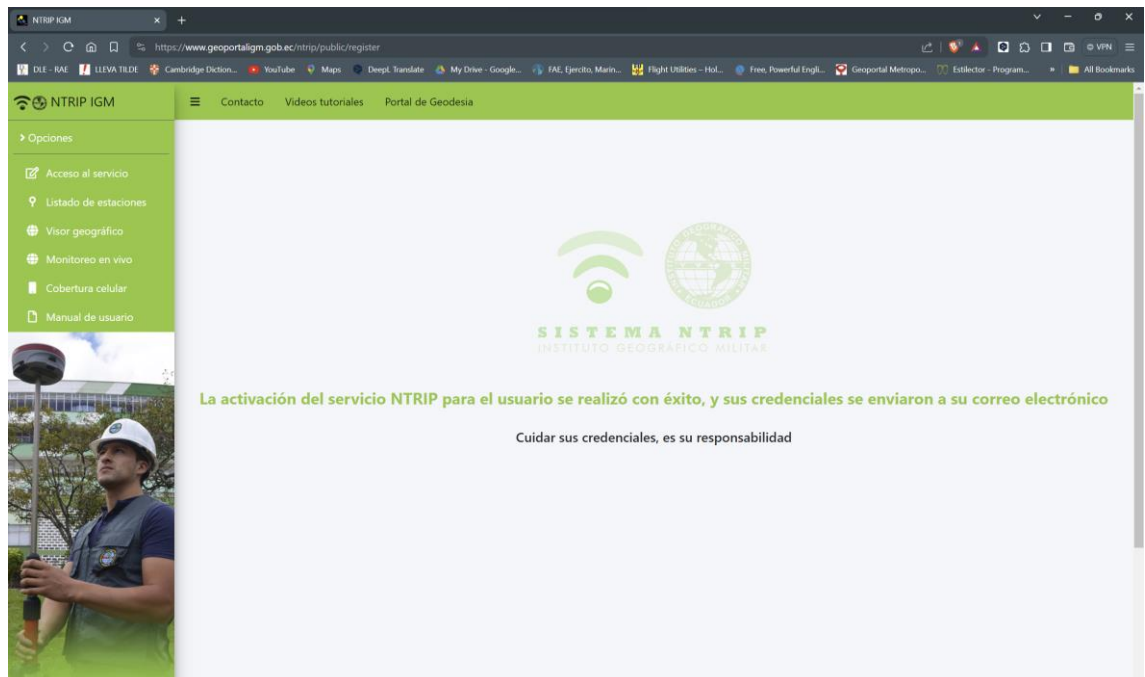 NTRIP IGM
https://www.geoportaligm.gob.ec/ntrip/public/register
VPN
DLE - RAE
LLEVA TILDE
Cambridge Diction...
YouTube
Maps
DeepL Translate
My Drive - Google...
FAE, Ejercito, Marin...
Flight Utilities – Hol...
Free, Powerful Engli...
Geoportal Metropo...
Estilector - Program...
All Bookmarks
NTRIP IGM
Contacto
Videos tutoriales
Portal de Geodesia
Opciones
Acceso al servicio
Listado de estaciones
Visor geográfico
Monitoreo en vivo
Cobertura celular
Manual de usuario
SISTEMA NTRIP
INSTITUTO GEOGRÁFICO MILITAR
La activación del servicio NTRIP para el usuario se realizó con éxito, y sus credenciales se enviaron a su correo electrónico
Cuidar sus credenciales, es su responsabilidad